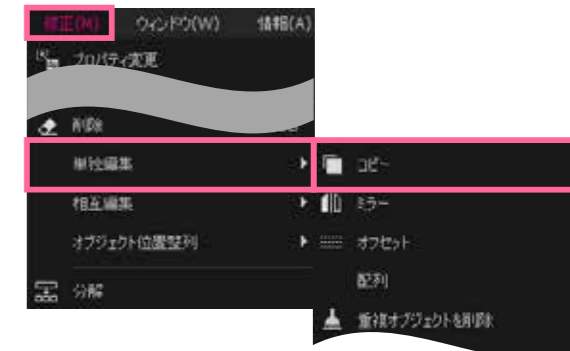 修正(M) ウィンドウ(W) 情報(A)
プロパティ変更
削除
単独編集
コピー
相互編集
ミラー
オブジェクト位置整列
オフセット
配列
分解
重複オブジェクトを削除